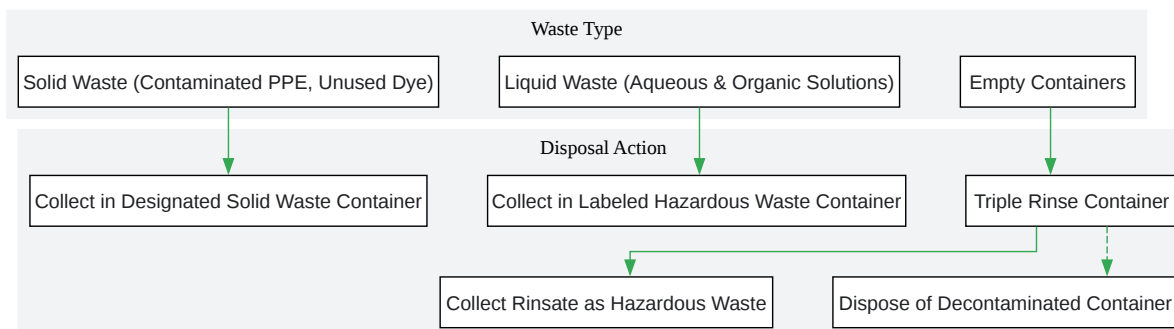 Waste Type
Solid Waste (Contaminated PPE, Unused Dye)
Liquid Waste (Aqueous & Organic Solutions)
Empty Containers
Disposal Action
Collect in Designated Solid Waste Container
Collect in Labeled Hazardous Waste Container
Triple Rinse Container
Collect Rinsate as Hazardous Waste
Dispose of Decontaminated Container